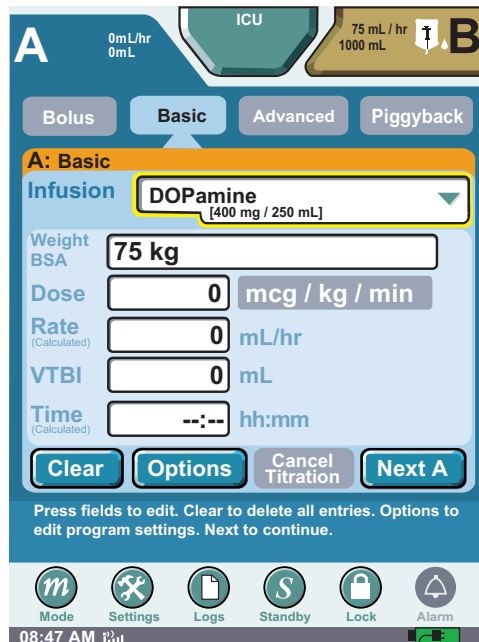 A
0mL/hr
0mL
ICU
75 mL / hr
1000 mL
B
Bolus Basic Advanced Piggyback
A: Basic
Infusion DOPamine
[400 mg / 250 mL]
Weight
BSA
75 kg
Dose 0 mcg / kg / min
Rate
(Calculated)
0 mL/hr
VTBI 0 mL
Time
(Calculated)
--:-- hh:mm
Clear Options Cancel
Titration Next A
Press fields to edit. Clear to delete all entries. Options to
edit program settings. Next to continue.
m S
Mode Settings Logs Standby Lock Alarm
08:47 AM